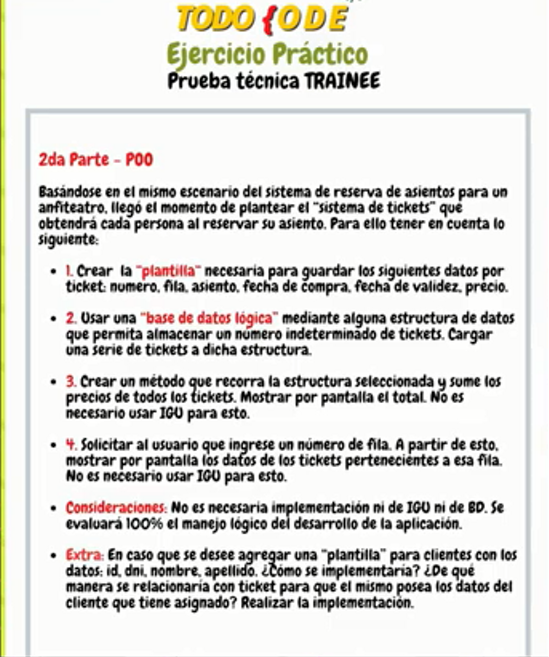 TODO {ODE
Ejercicio Práctico
Prueba técnica TRAINEE
2da Parte - POO
Basándose en el mismo escenario del sistema de reserva de asientos para un
anfiteatro, llegó el momento de plantear el "sistema de tickets" que
obtendrá cada persona al reservar su asiento. Para ello tener en cuenta lo
siguiente:
• 1. Crear la "plantilla" necesaria para guardar los siguientes datos por
ticket: numero, fila, asiento, fecha de compra, fecha de validez, precio.
• 2. Usar una "base de datos lógica" mediante alguna estructura de datos
que permita almacenar un número indeterminado de tickets. Cargar
una serie de tickets a dicha estructura.
• 3. Crear un método que recorra la estructura seleccionada y sume los
precios de todos los tickets. Mostrar por pantalla el total. No es
necesario usar IGU para esto.
• 4. Solicitar al usuario que ingrese un número de fila. A partir de esto,
mostrar por pantalla los datos de los tickets pertenecientes a esa fila.
No es necesario usar IGU para esto.
• Consideraciones: No es necesaria implementación ni de IGU ni de BD. Se
evaluará 100% el manejo lógico del desarrollo de la aplicación.
• Extra: En caso que se desee agregar una "plantilla" para clientes con los
datos: id, dni, nombre, apellido. ¿Cómo se implementaría? ¿De qué
manera se relacionaría con ticket para que el mismo posea los datos del
cliente que tiene asignado? Realizar la implementación.